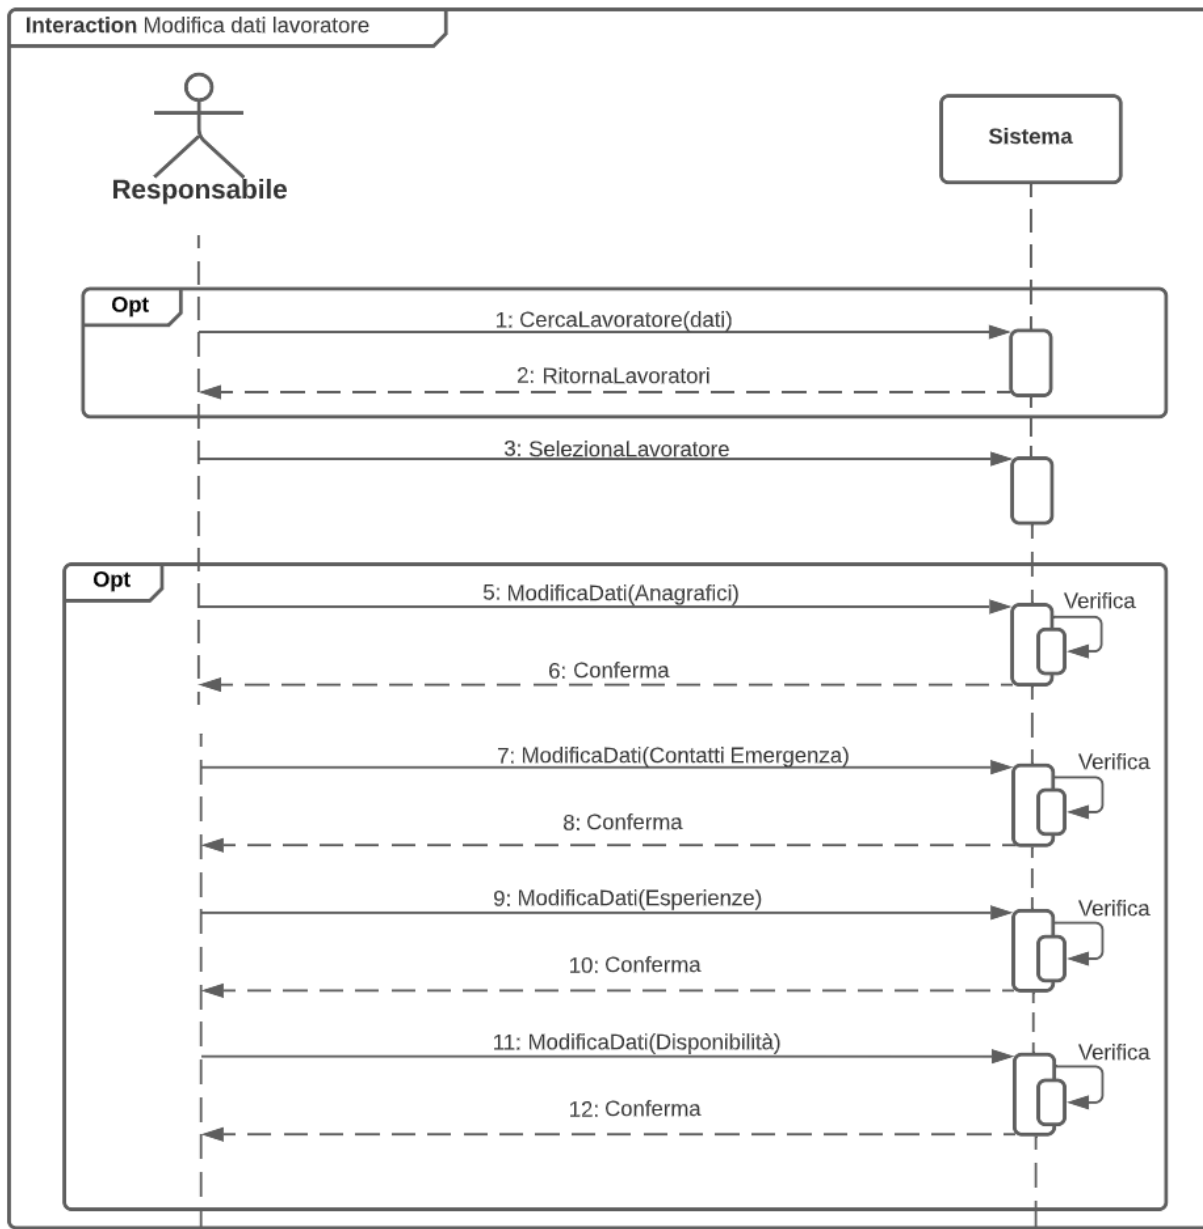 Interaction Modifica dati lavoratore
Responsabile
Sistema
Opt
1: CercaLavoratore(dati)
2: RitornaLavoratori
3: SelezionaLavoratore
Opt
5: ModificaDati(Anagrafici)
Verifica
6: Conferma
7: ModificaDati(Contatti Emergenza)
Verifica
8: Conferma
9: ModificaDati(Esperienze)
Verifica
10: Conferma
11: ModificaDati(Disponibilità)
Verifica
12: Conferma